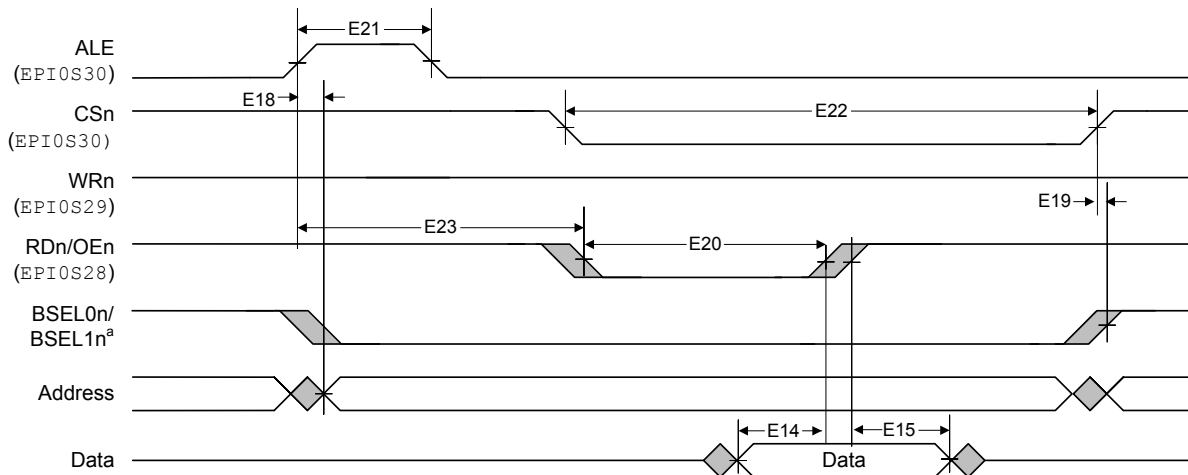 ALE
(EPI0S30)
E21
E18
CSn
(EPI0S30)
E22
WRn
(EPI0S29)
E19
E23
RDn/OEn
(EPI0S28)
E20
BSEL0n/
BSEL1nᵃ
Address
E14
E15
Data
Data